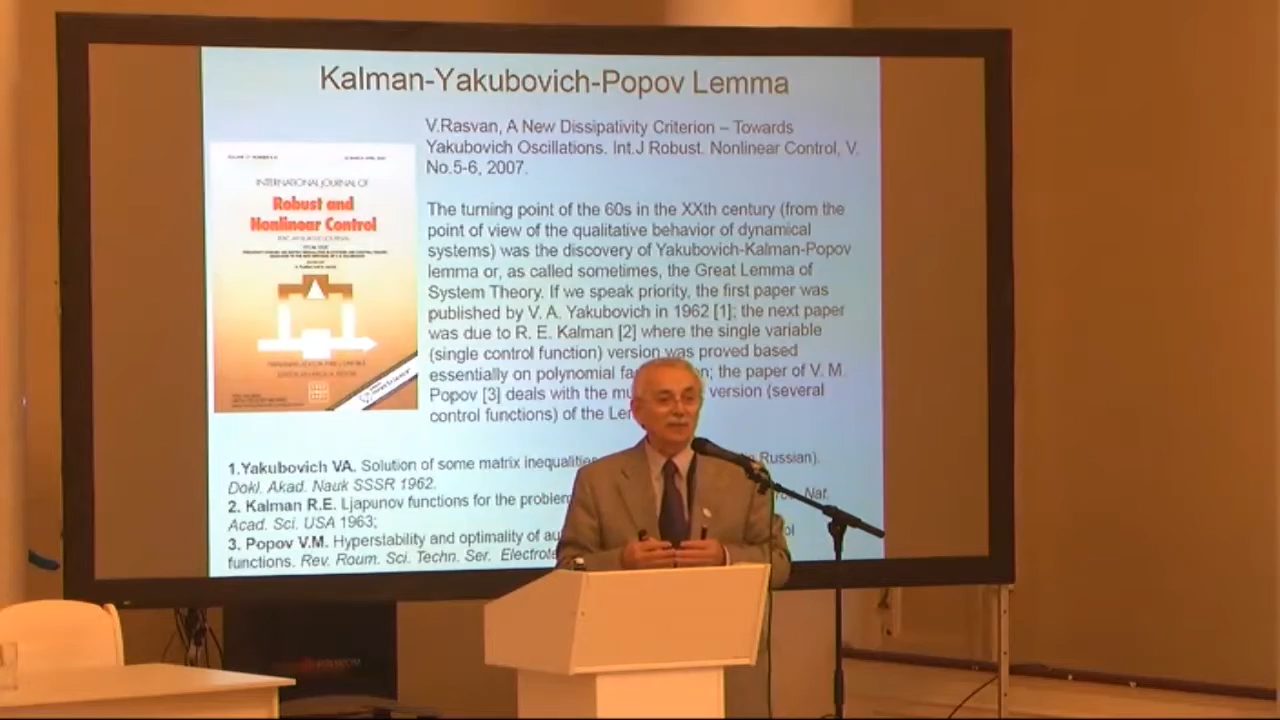 Kalman-Yakubovich-Popov Lemma
V.Rasvan, A New Dissipativity Criterion – Towards
Yakubovich Oscillations. Int.J Robust. Nonlinear Control, V.
No.5-6, 2007.
INTERNATIONAL JOURNAL OF
Robust and
Nonlinear Control
The turning point of the 60s in the XXth century (from the
point of view of the qualitative behavior of dynamical
systems) was the discovery of Yakubovich-Kalman-Popov
lemma or, as called sometimes, the Great Lemma of
System Theory. If we speak priority, the first paper was
published by V. A. Yakubovich in 1962 [1]; the next paper
was due to R. E. Kalman [2] where the single variable
(single control function) version was proved based
essentially on polynomial; the paper of V. M.
Popov [3] deals with the version (several
control functions) of the
1.Yakubovich VA. Solution of some matrix Russian).
Dokl. Akad. Nauk SSSR 1962.
2. Kalman R.E. Ljapunov functions for the Nat.
Acad. Sci. USA 1963;
3. Popov V.M. Hyperstability and optimality of
functions. Rev. Roum. Sci. Techn. Ser.